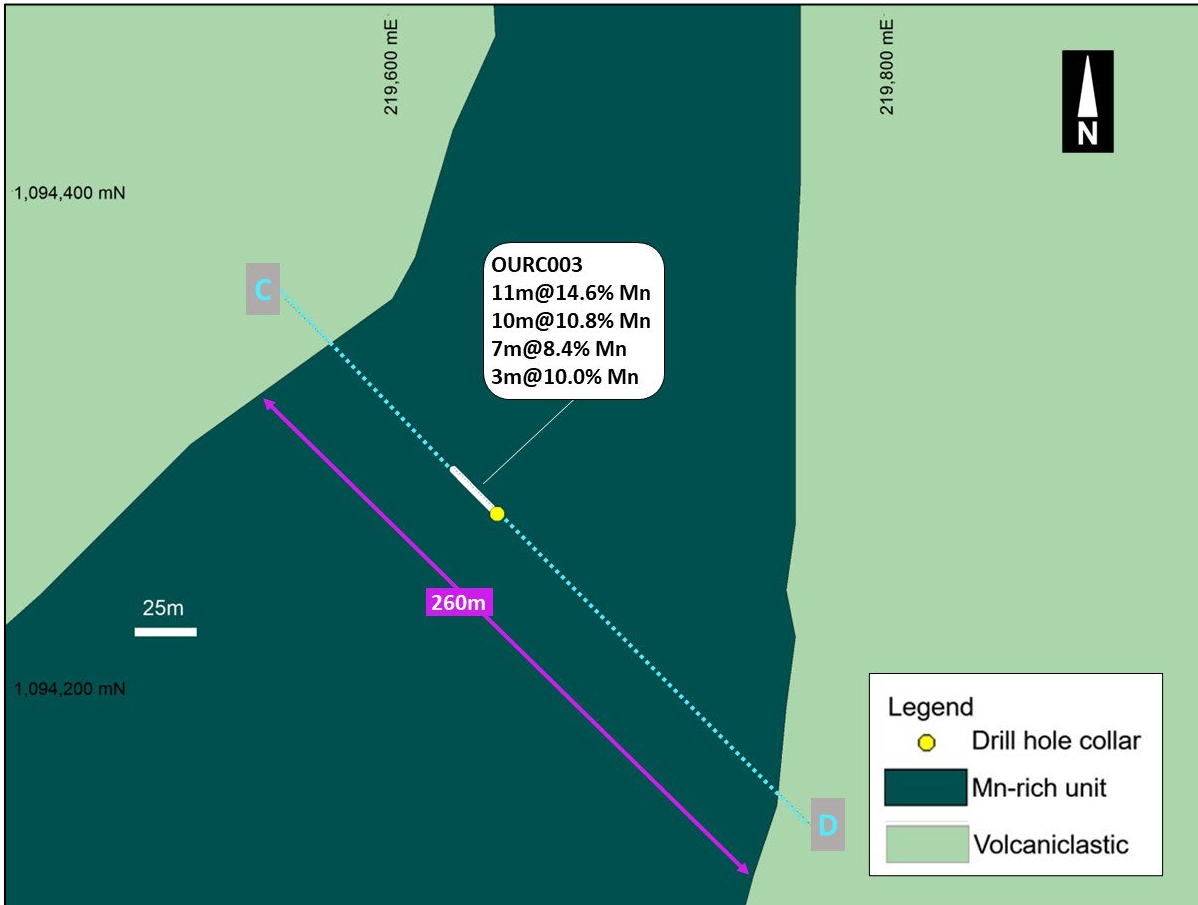 219,600 mE
219,800 mE
N
1,094,400 mN
C
OURC003
11m@14.6% Mn
10m@10.8% Mn
7m@8.4% Mn
3m@10.0% Mn
260m
25m
1,094,200 mN
D
Legend
Drill hole collar
Mn-rich unit
Volcaniclastic